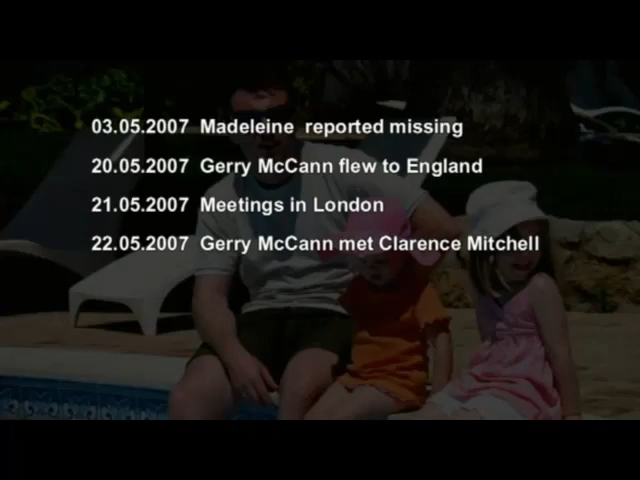 03.05.2007 Madeleine reported missing
20.05.2007 Gerry McCann flew to England
21.05.2007 Meetings in London
22.05.2007 Gerry McCann met Clarence Mitchell